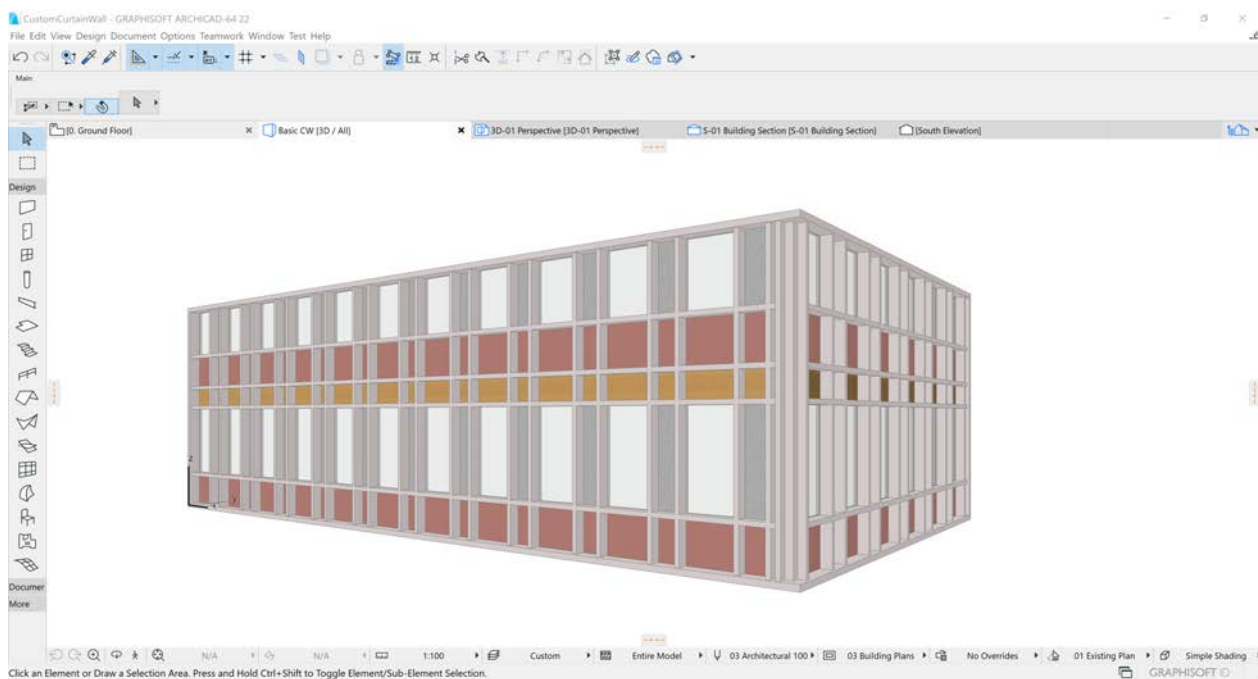 CustomCurtainWall - GRAPHISOFT ARCHICAD-64 22
File Edit View Design Document Options Teamwork Window Test Help
Main
[0. Ground Floor] Basic CW [3D / All] 3D-01 Perspective [3D-01 Perspective] S-01 Building Section [S-01 Building Section] [South Elevation]
Design
Z
Documer
More
N/A N/A 1:100 Custom Entire Model 03 Architectural 100 03 Building Plans No Overrides 01 Existing Plan Simple Shading
Click an Element or Draw a Selection Area. Press and Hold Ctrl+Shift to Toggle Element/Sub-Element Selection. GRAPHISOFT ID